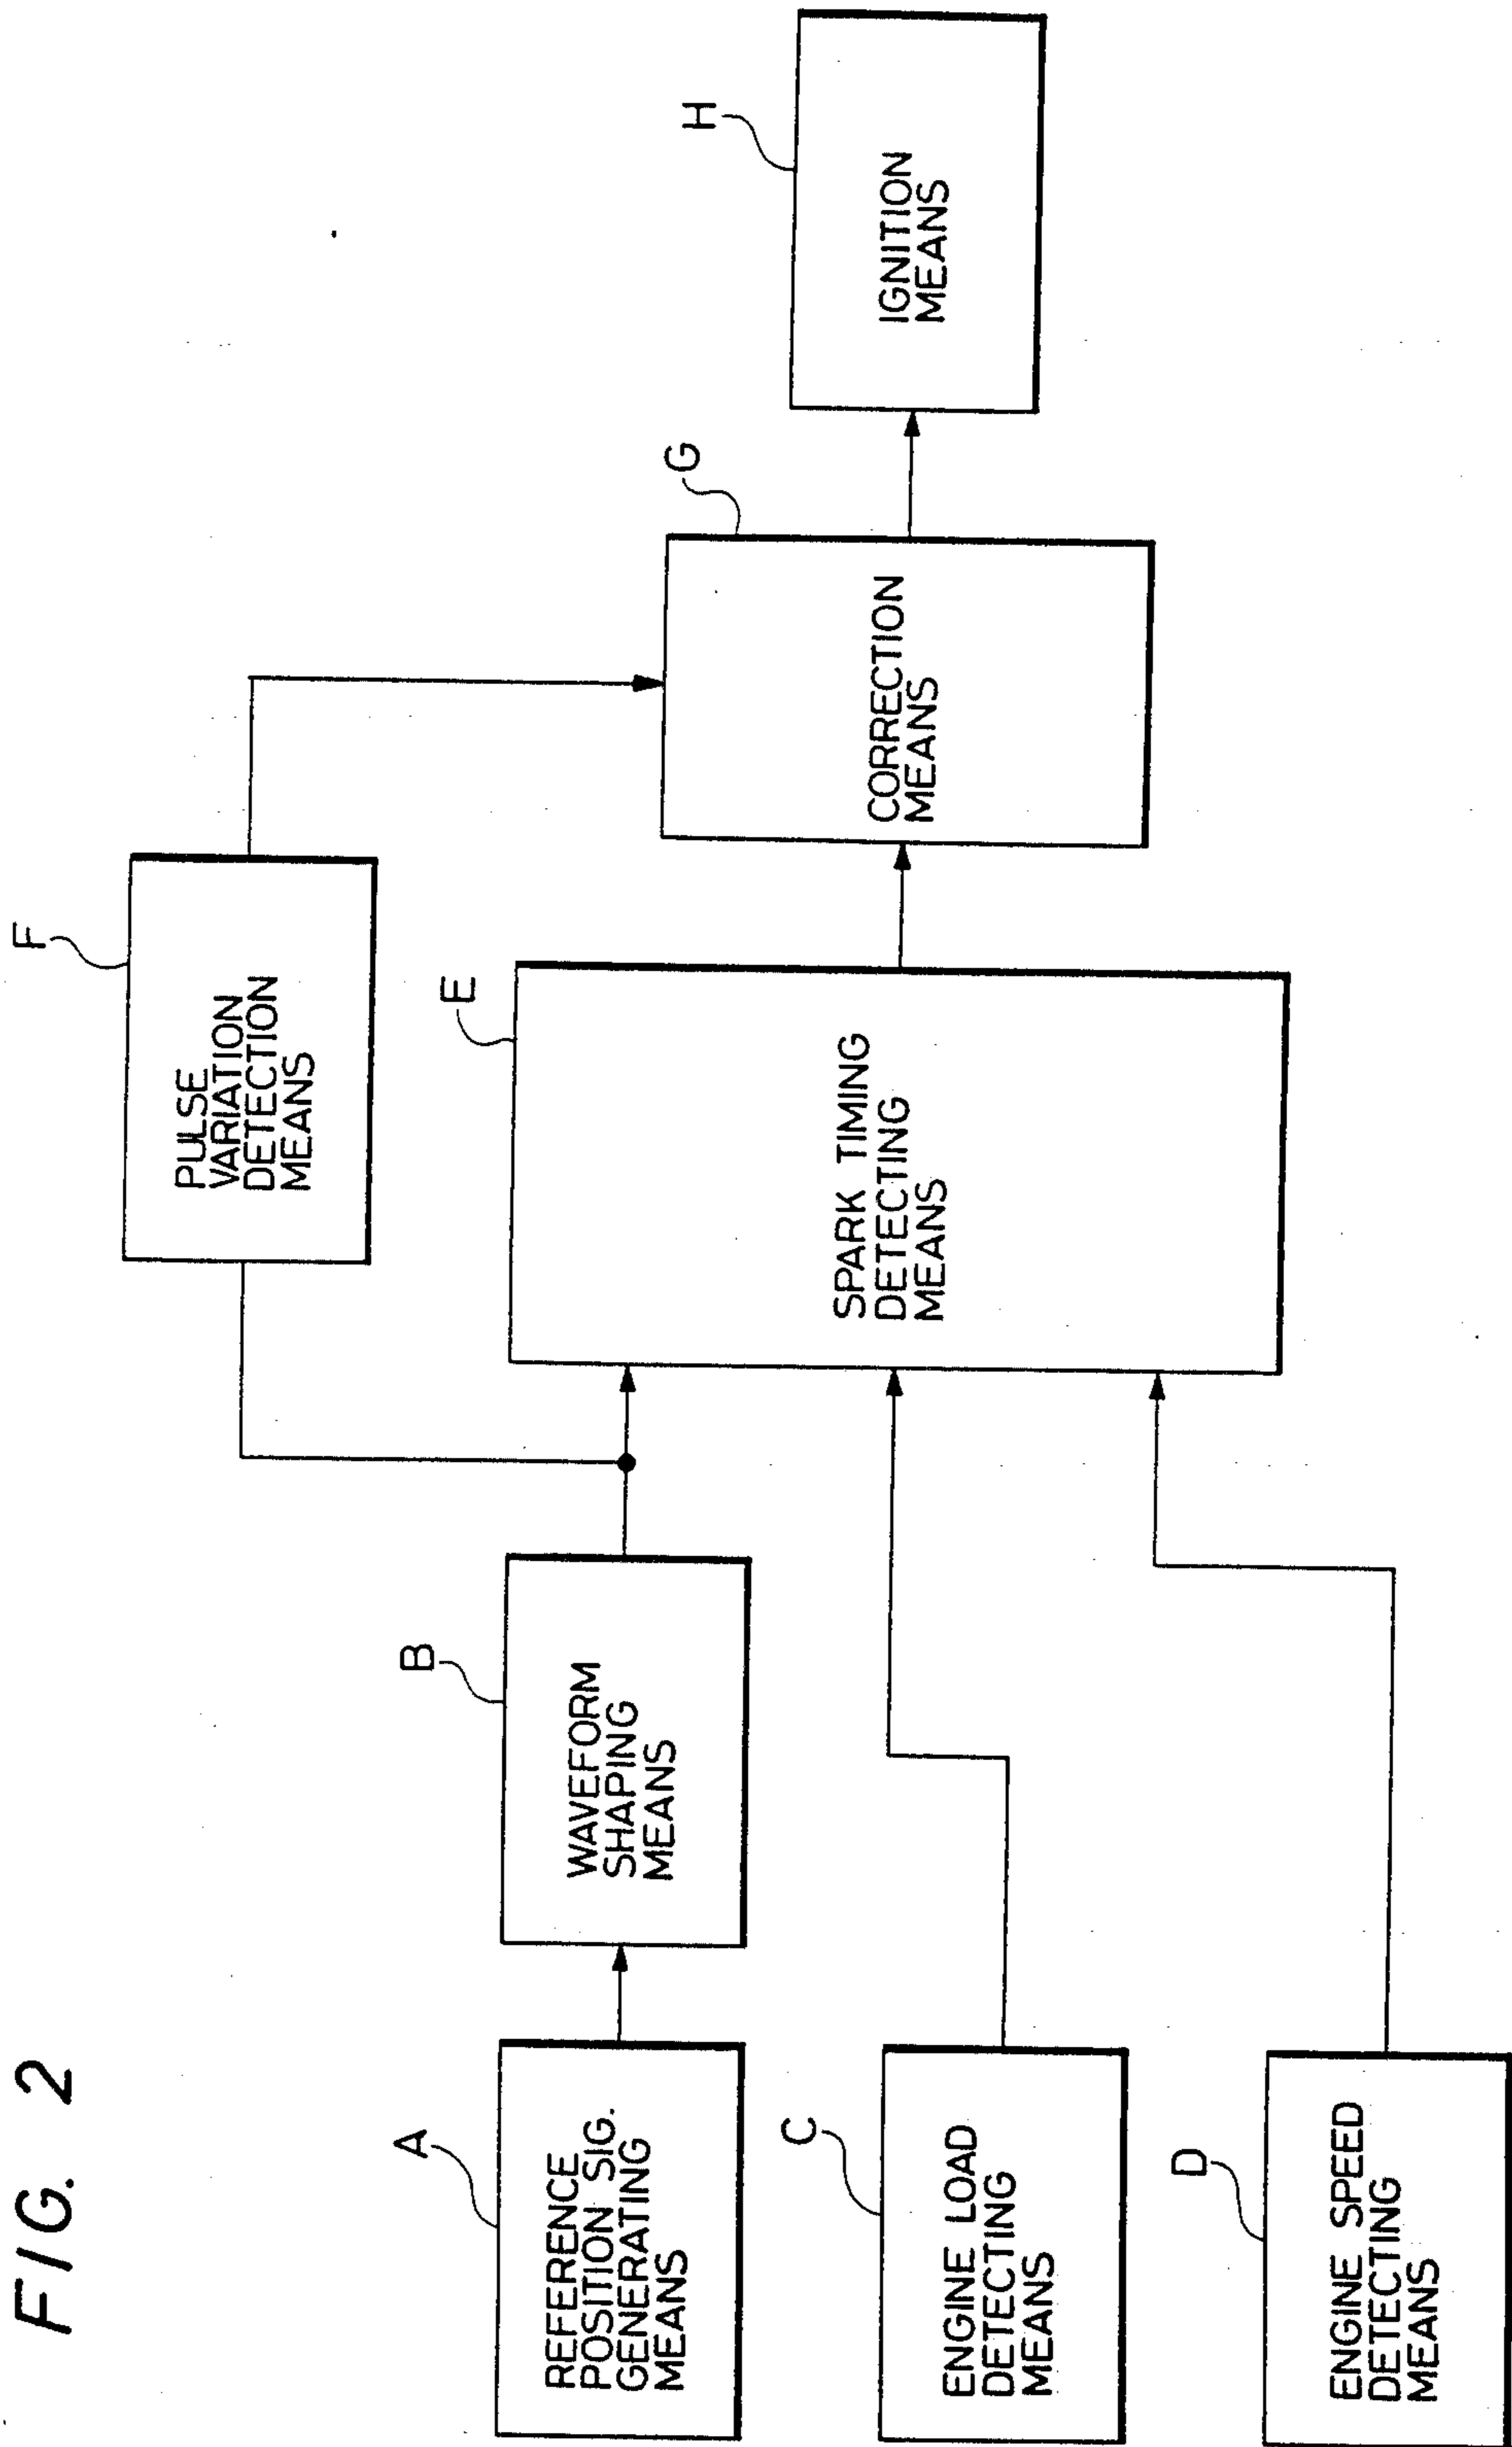 FIG. 2
A
REFERENCE
POSITION SIG.
GENERATING
MEANS
B
WAVEFORM
SHAPING
MEANS
C
ENGINE LOAD
DETECTING
MEANS
D
ENGINE SPEED
DETECTING
MEANS
E
SPARK TIMING
DETECTING
MEANS
F
PULSE
VARIATION
DETECTION
MEANS
G
CORRECTION
MEANS
H
IGNITION
MEANS